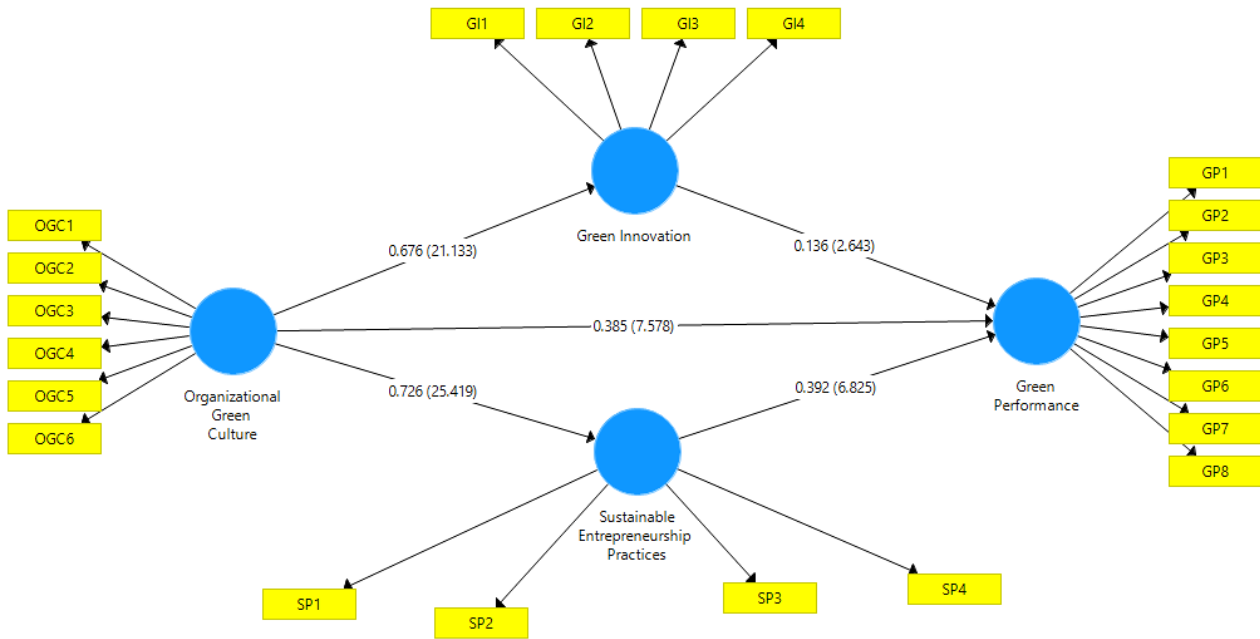 GI1
GI2
GI3
GI4
Green Innovation
OGC1
OGC2
OGC3
OGC4
OGC5
OGC6
Organizational
Green
Culture
0.676 (21.133)
0.136 (2.643)
0.385 (7.578)
0.726 (25.419)
0.392 (6.825)
GP1
GP2
GP3
GP4
GP5
GP6
GP7
GP8
Green
Performance
Sustainable
Entrepreneurship
Practices
SP1
SP2
SP3
SP4